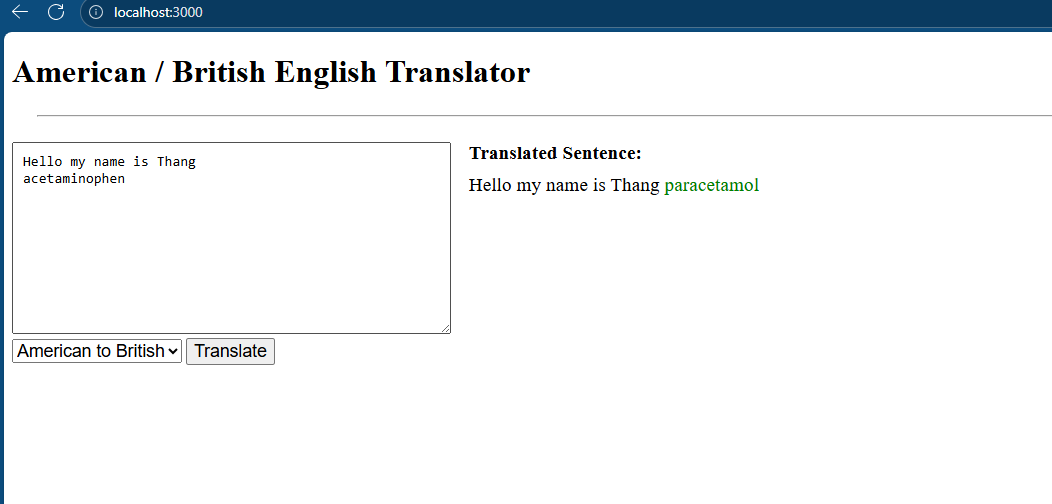 localhost:3000
American / British English Translator
Hello my name is Thang
acetaminophen
American to British
Translate
Translated Sentence:
Hello my name is Thang paracetamol